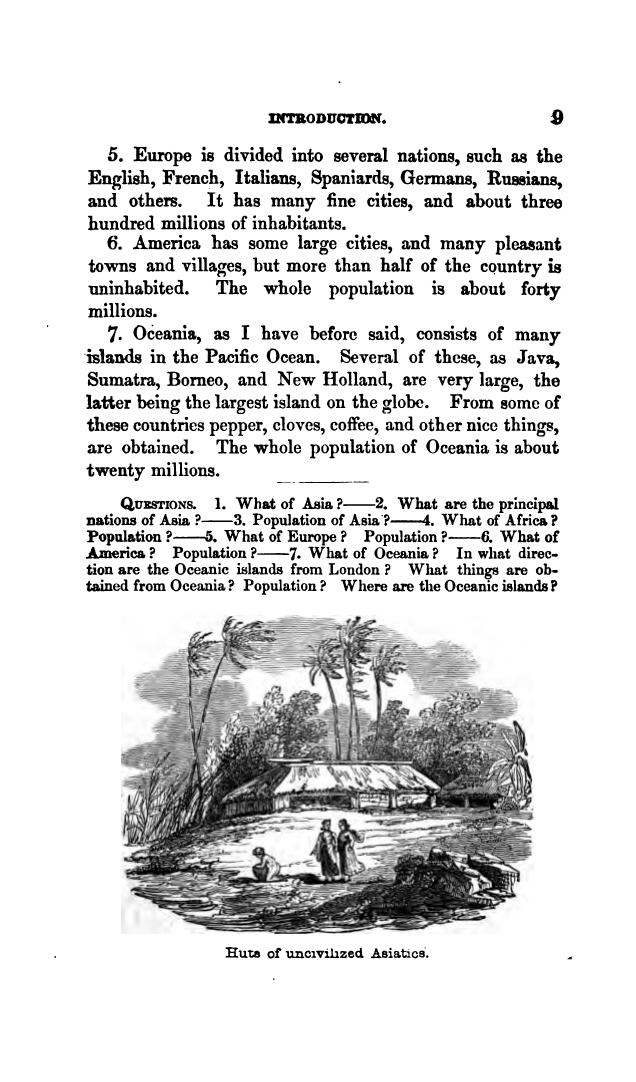 INTRODUCTION.
9
5. Europe is divided into several nations, such as the
English, French, Italians, Spaniards, Germans, Russians,
and others. It has many fine cities, and about three
hundred millions of inhabitants.
6. America has some large cities, and many pleasant
towns and villages, but more than half of the country is
uninhabited. The whole population is about forty
millions.
7. Oceania, as I have before said, consists of many
islands in the Pacific Ocean. Several of these, as Java,
Sumatra, Borneo, and New Holland, are very large, the
latter being the largest island on the globe. From some of
these countries pepper, cloves, coffee, and other nice things,
are obtained. The whole population of Oceania is about
twenty millions.
QUESTIONS. 1. What of Asia?——2. What are the principal
nations of Asia?——3. Population of Asia?——4. What of Africa?
Population?——5. What of Europe? Population?——6. What of
America? Population?——7. What of Oceania? In what direc-
tion are the Oceanic islands from London? What things are ob-
tained from Oceania? Population? Where are the Oceanic islands?
Huts of uncivilized Asiatics.